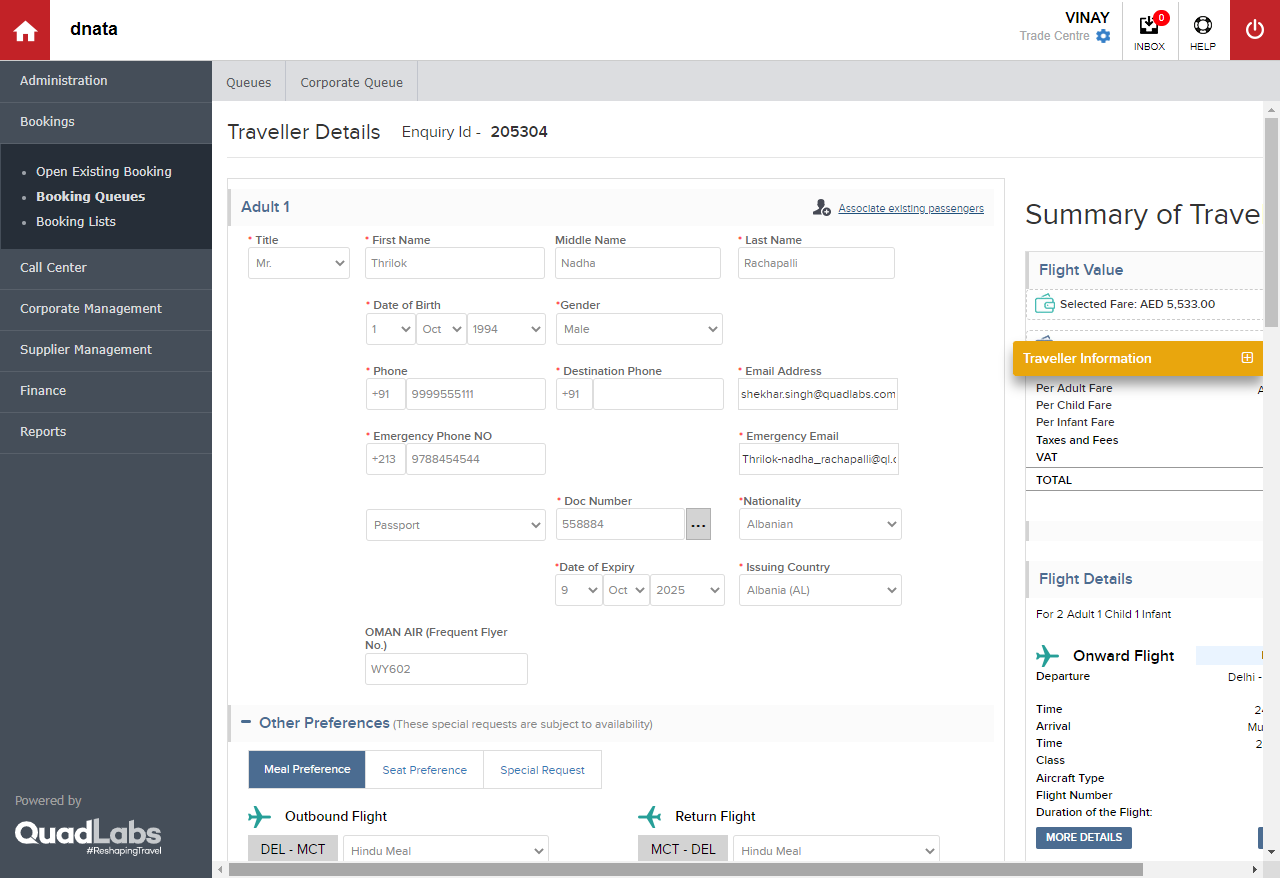 dnata
VINAY
Trade Centre
0
INBOX
HELP
Administration
Bookings
Open Existing Booking
Booking Queues
Booking Lists
Call Center
Corporate Management
Supplier Management
Finance
Reports
Powered by
QuadLabs
#ReshapingTravel
Queues
Corporate Queue
Traveller Details Enquiry Id - 205304
Adult 1
Associate existing passengers
* Title * First Name Middle Name * Last Name
Mr. Thrilok Nadha Rachapalli
* Date of Birth *Gender
1 Oct 1994 Male
* Phone * Destination Phone * Email Address
+91 9999555111 +91 shekhar.singh@quadlabs.com
* Emergency Phone NO * Emergency Email
+213 9788454544 Thrilok-nadha_rachapalli@ql.c
* Doc Number *Nationality
Passport 558884 ... Albanian
*Date of Expiry * Issuing Country
9 Oct 2025 Albania (AL)
OMAN AIR (Frequent Flyer
No.)
WY602
Other Preferences (These special requests are subject to availability)
Meal Preference Seat Preference Special Request
Outbound Flight Return Flight
DEL - MCT Hindu Meal MCT - DEL Hindu Meal
Summary of Travel
Flight Value
Selected Fare: AED 5,533.00
Traveller Information
Per Adult Fare
Per Child Fare
Per Infant Fare
Taxes and Fees
VAT
TOTAL
Flight Details
For 2 Adult 1 Child 1 Infant
Onward Flight
Departure Delhi -
Time
Arrival
Time
Class
Aircraft Type
Flight Number
Duration of the Flight:
MORE DETAILS